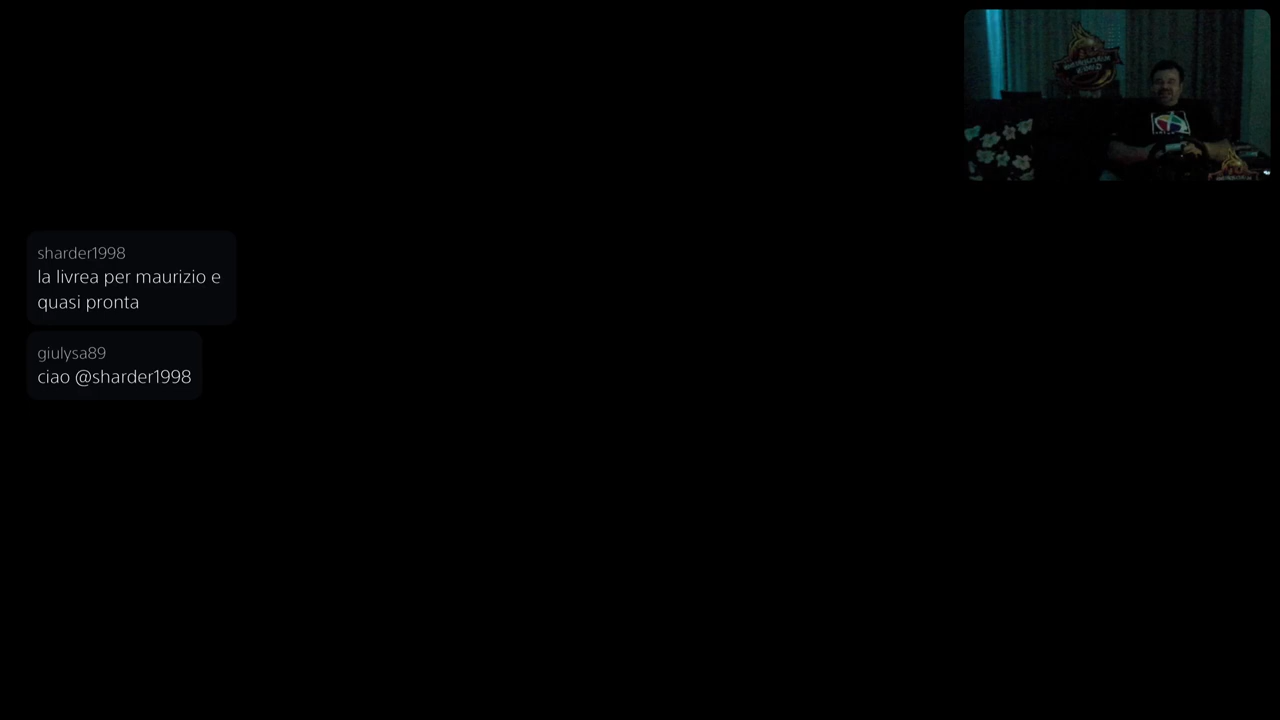 sharder1998
la livrea per maurizio e
quasi pronta
giulysa89
ciao @sharder1998